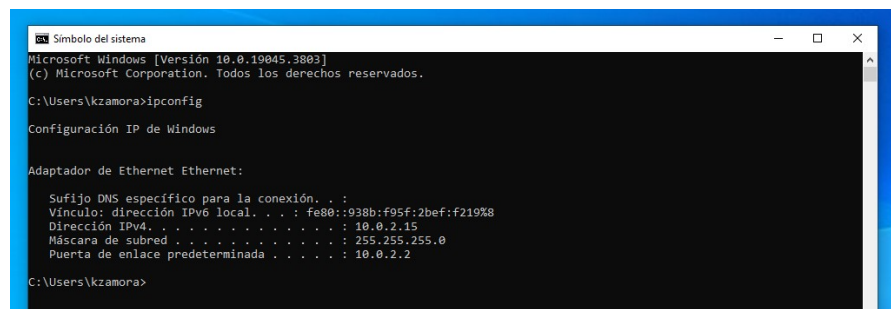 Símbolo del sistema
Microsoft Windows [Versión 10.0.19045.3803]
(c) Microsoft Corporation. Todos los derechos reservados.
C:\Users\kzamora>ipconfig
Configuración IP de Windows
Adaptador de Ethernet Ethernet:
Sufijo DNS específico para la conexión. . :
Vínculo: dirección IPv6 local. . . : fe80::938b:f95f:2bef:f219%8
Dirección IPv4. . . . . . . . . . . . . . : 10.0.2.15
Máscara de subred . . . . . . . . . . . . : 255.255.255.0
Puerta de enlace predeterminada . . . . . : 10.0.2.2
C:\Users\kzamora>